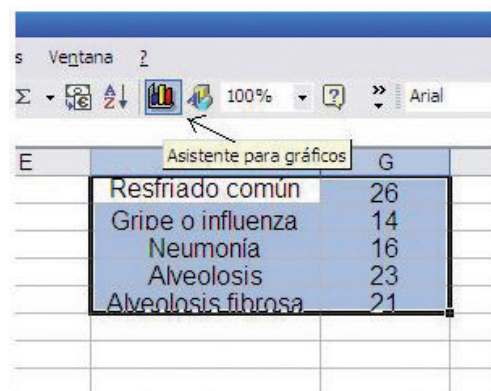 s Ventana ?
Σ 100% ? » Arial
Asistente para gráficos
E G
Resfriado común 26
Gripe o influenza 14
Neumonía 16
Alveolosis 23
Alveolosis fibrosa 21